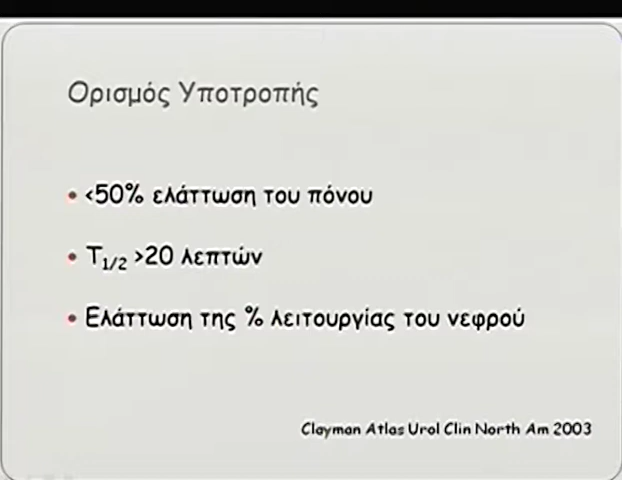 Ορισμός Υποτροπής
• <50% ελάττωση του πόνου
• T1/2 >20 λεπτών
• Ελάττωση της % λειτουργίας του νεφρού
Clayman Atlas Urol Clin North Am 2003